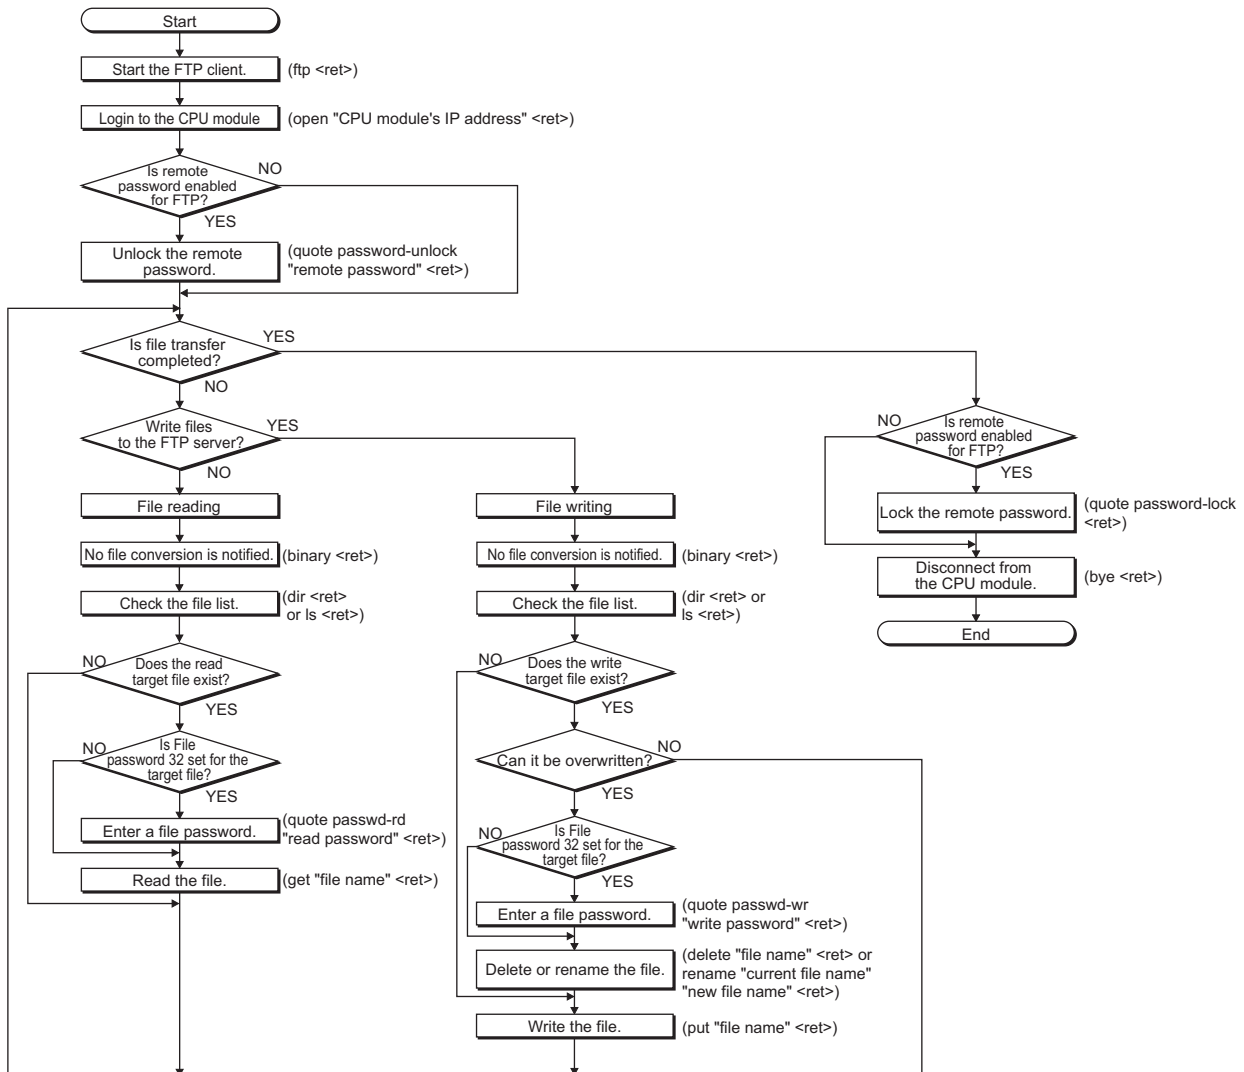 Start
Start the FTP client.
(ftp <ret>)
Login to the CPU module
(open "CPU module's IP address" <ret>)
Is remote
password enabled
for FTP?
NO
YES
Unlock the remote
password.
(quote password-unlock
"remote password" <ret>)
Is file transfer
completed?
YES
NO
Write files
to the FTP server?
YES
NO
File reading
No file conversion is notified.
(binary <ret>)
Check the file list.
(dir <ret>
or ls <ret>)
NO
Does the read
target file exist?
YES
NO
Is File
password 32 set for the
target file?
YES
Enter a file password.
(quote passwd-rd
"read password" <ret>)
Read the file.
(get "file name" <ret>)
File writing
No file conversion is notified.
(binary <ret>)
Check the file list.
(dir <ret> or
ls <ret>)
NO
Does the write
target file exist?
YES
Can it be overwritten?
NO
YES
NO
Is File
password 32 set for the
target file?
YES
Enter a file password.
(quote passwd-wr
"write password" <ret>)
Delete or rename the file.
(delete "file name" <ret> or
rename "current file name"
"new file name" <ret>)
Write the file.
(put "file name" <ret>)
NO
Is remote
password enabled
for FTP?
YES
Lock the remote password.
(quote password-lock
<ret>)
Disconnect from
the CPU module.
(bye <ret>)
End